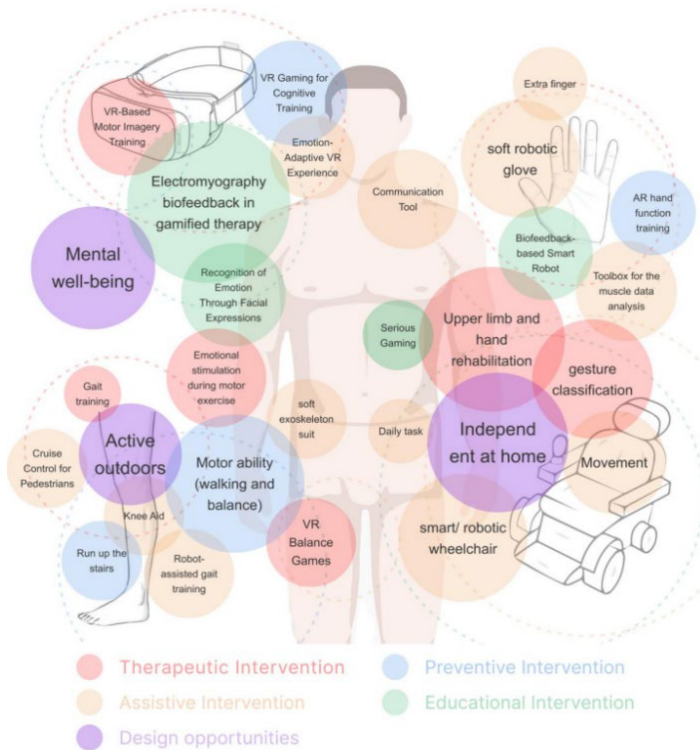 VR-Based
Motor Imagery
Training
VR Gaming for
Cognitive
Training
Emotion-
Adaptive VR
Experience
Electromyography
biofeedback in
gamified therapy
Communication
Tool
Extra finger
soft robotic
glove
AR hand
function
training
Biofeedback-
based Smart
Robot
Toolbox for the
muscle data
analysis
Mental
well-being
Recognition of
Emotion
Through Facial
Expressions
Serious
Gaming
Upper limb and
hand
rehabilitation
gesture
classification
Emotional
stimulation
during motor
exercise
Gait
training
soft
exoskeleton
suit
Daily task
Independ
ent at home
Movement
Active
outdoors
Cruise
Control for
Pedestrians
Motor ability
(walking and
balance)
Knee Aid
Run up the
stairs
Robot-
assisted gait
training
VR
Balance
Games
smart/ robotic
wheelchair
Therapeutic Intervention
Preventive Intervention
Assistive Intervention
Educational Intervention
Design opportunities